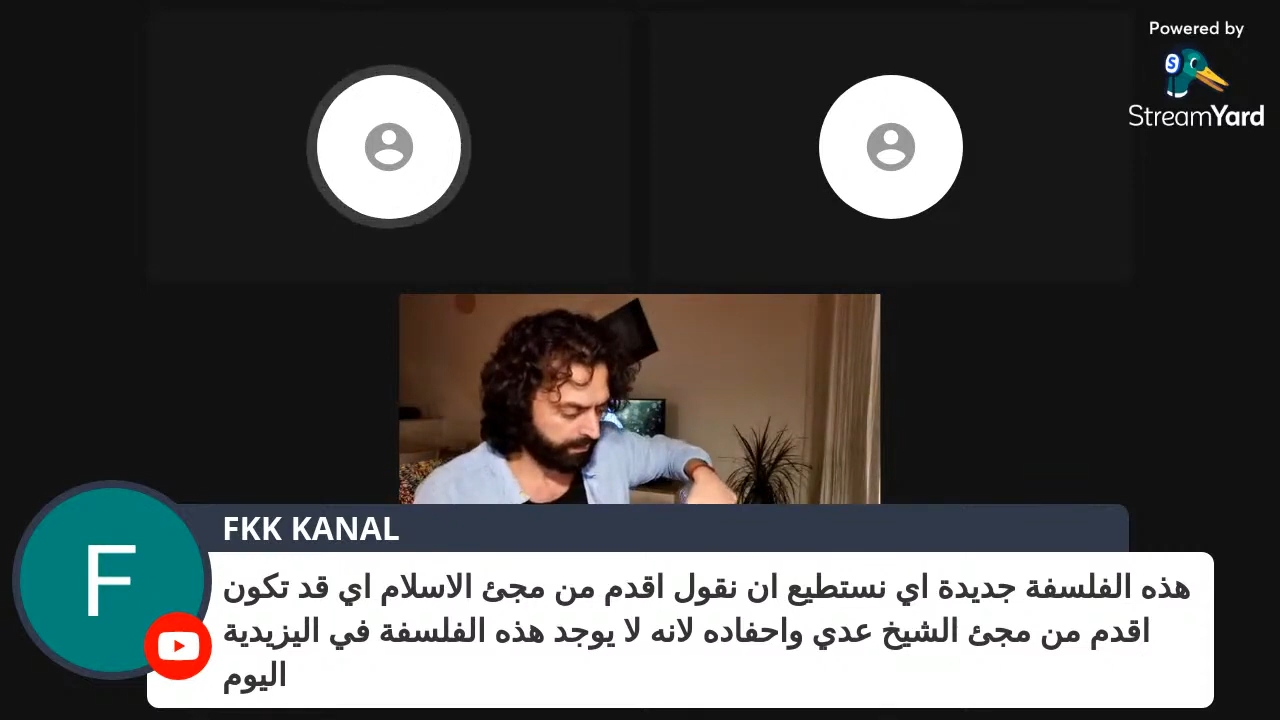 Powered by
StreamYard
FKK KANAL
F
هذه الفلسفة جديدة اي نستطيع ان نقول اقدم من مجئ الاسلام اي قد تكون
اقدم من مجئ الشيخ عدي واحفاده لانه لا يوجد هذه الفلسفة في اليزيدية
اليوم